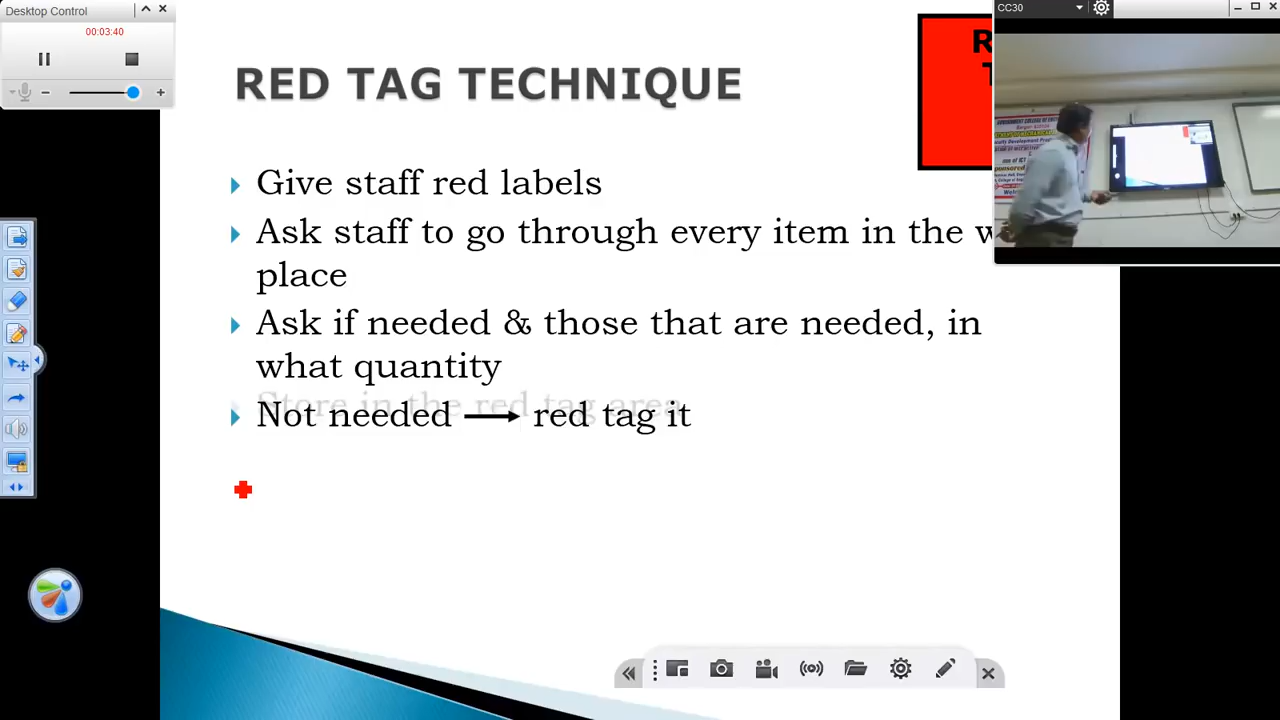 Desktop Control
00:03:40
CC30
RED TAG TECHNIQUE
Give staff red labels
Ask staff to go through every item in the w
place
Ask if needed & those that are needed, in
what quantity
Store in the red tag area
Not needed → red tag it